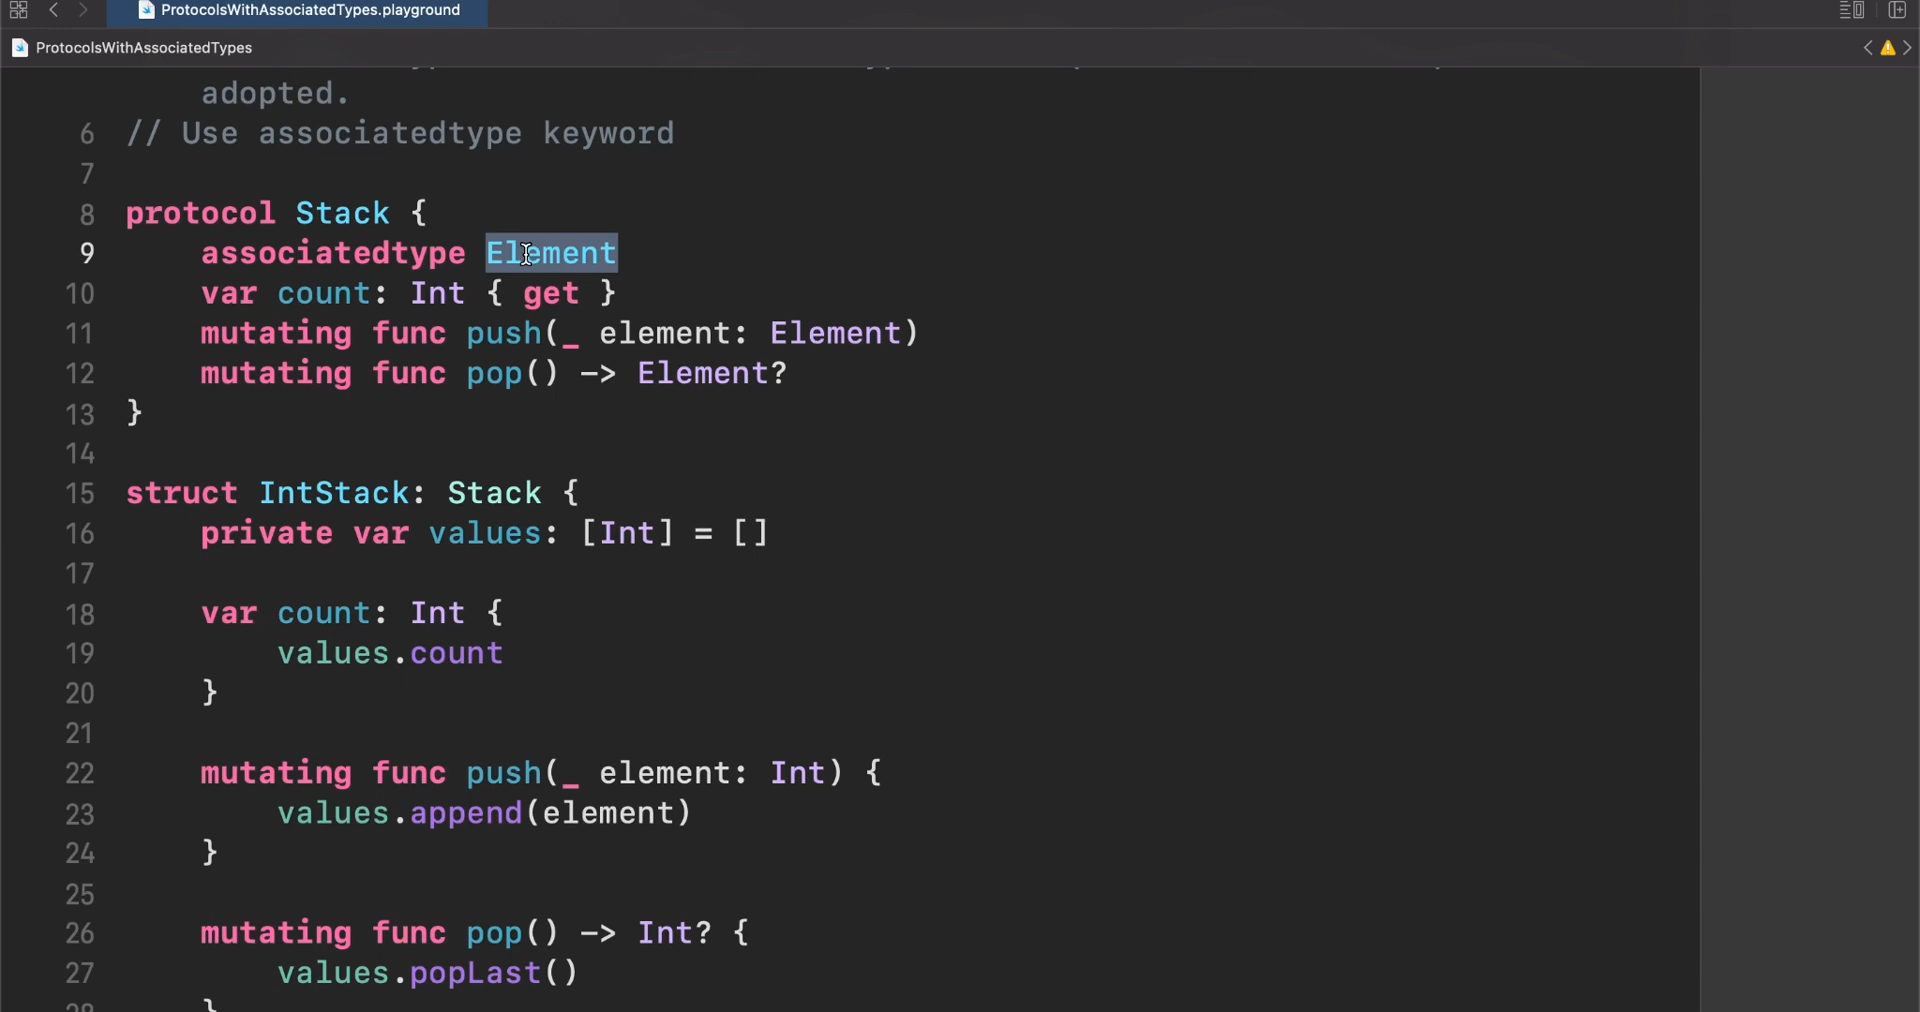 ProtocolsWithAssociatedTypes.playground
ProtocolsWithAssociatedTypes
adopted.
6 // Use associatedtype keyword
7
8 protocol Stack {
9 associatedtype Element
10 var count: Int { get }
11 mutating func push(_ element: Element)
12 mutating func pop() -> Element?
13 }
14
15 struct IntStack: Stack {
16 private var values: [Int] = []
17
18 var count: Int {
19 values.count
20 }
21
22 mutating func push(_ element: Int) {
23 values.append(element)
24 }
25
26 mutating func pop() -> Int? {
27 values.popLast()
28 }